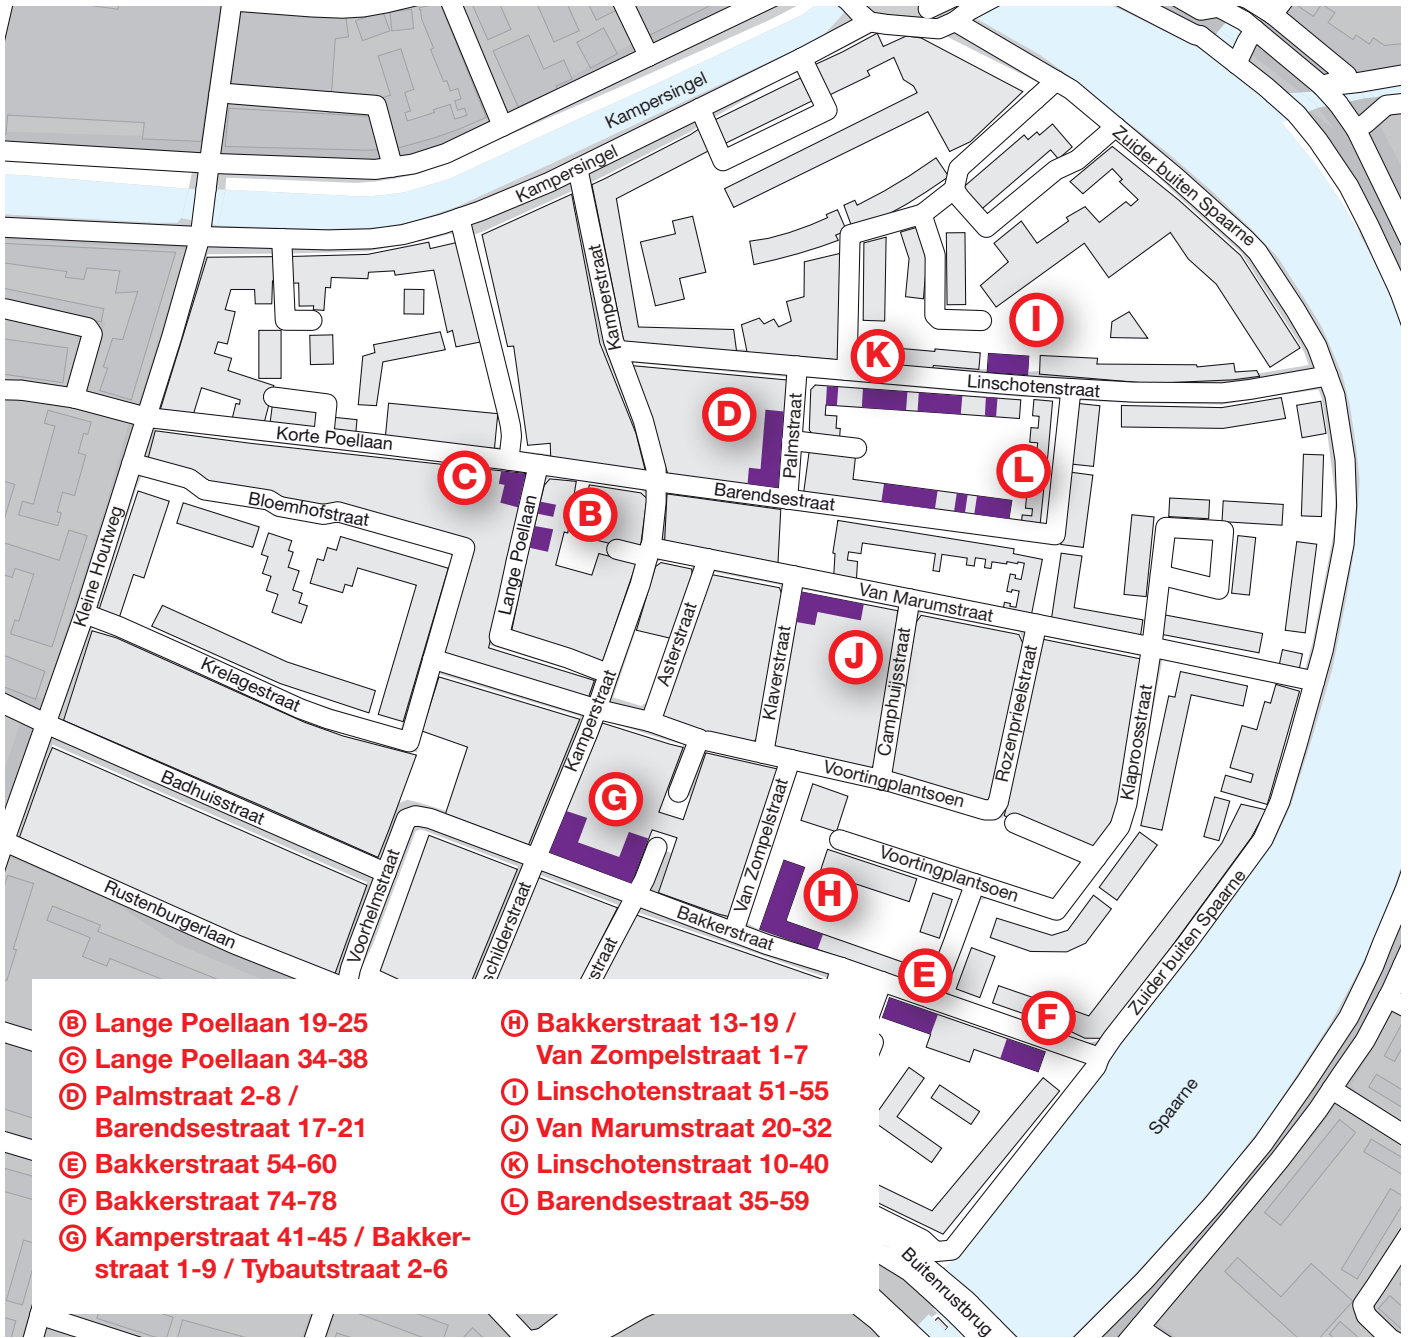 Kampersingel
Kampersingel
Zuider buiten Spaarne
Kamperstraat
I
K
Linschotenstraat
D
Palmstraat
Korte Poellaan
C
L
Barendsestraat
B
Bloemhofstraat
Lange Poellaan
Kleine Houtweg
Van Marumstraat
Asterstraat
Klaverstraat
J
Camphuijsstraat
Rozenprieelstraat
Krelagestraat
Kamperstraat
Klaproosstraat
Voortingplantsoen
Badhuisstraat
G
Van Zompelstraat
Voortingplantsoen
H
Rustenburgerlaan
Voorhelmstraat
schilderstraat
straat
Bakkerstraat
Zuider buiten Spaarne
E
F
Spaarne
Buitenrustbrug
B Lange Poellaan 19-25
C Lange Poellaan 34-38
D Palmstraat 2-8 /
Barendsestraat 17-21
E Bakkerstraat 54-60
F Bakkerstraat 74-78
G Kamperstraat 41-45 / Bakker-
straat 1-9 / Tybautstraat 2-6
H Bakkerstraat 13-19 /
Van Zompelstraat 1-7
I Linschotenstraat 51-55
J Van Marumstraat 20-32
K Linschotenstraat 10-40
L Barendsestraat 35-59